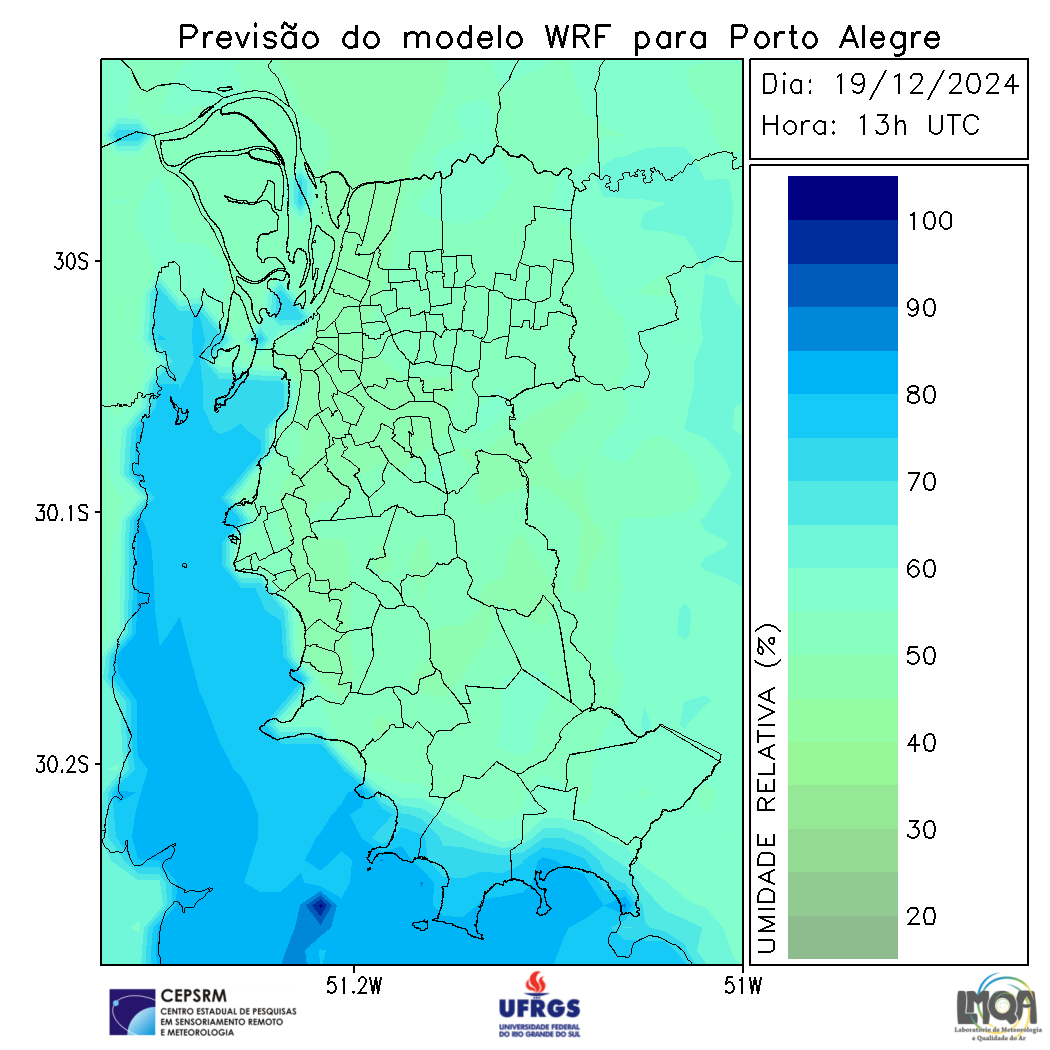 Previsão do modelo WRF para Porto Alegre
Dia: 19/12/2024
Hora: 13h UTC
100
90
80
70
60
50
40
30
20
UMIDADE RELATIVA (%)
30S
30.1S
30.2S
51.2W
51W
CEPSRM
CENTRO ESTADUAL DE PESQUISAS
EM SENSORIAMENTO REMOTO
E METEOROLOGIA
UFRGS
UNIVERSIDADE FEDERAL
DO RIO GRANDE DO SUL
LMQA
Laboratório de Meteorologia
e Qualidade do Ar